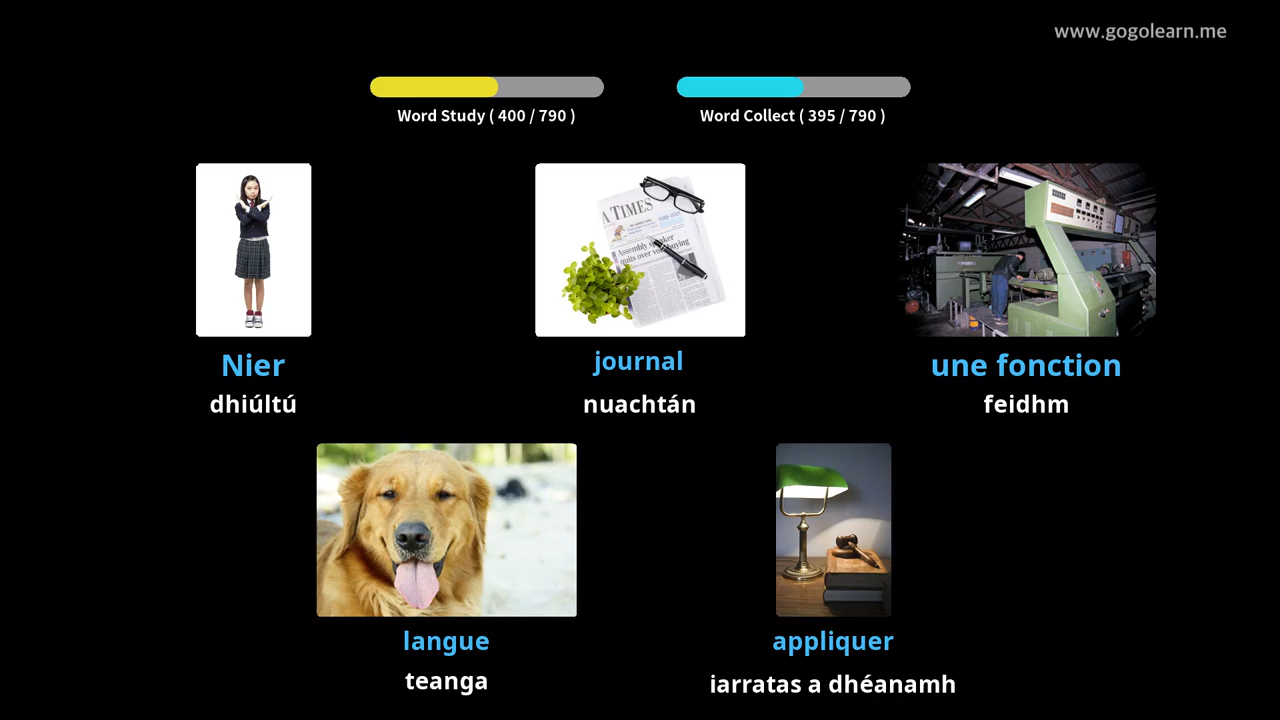 www.gogolearn.me
Word Study ( 400 / 790 )
Word Collect ( 395 / 790 )
A TIMES
Nier
journal
une fonction
dhiúltú
nuachtán
feidhm
langue
appliquer
teanga
iarratas a dhéanamh